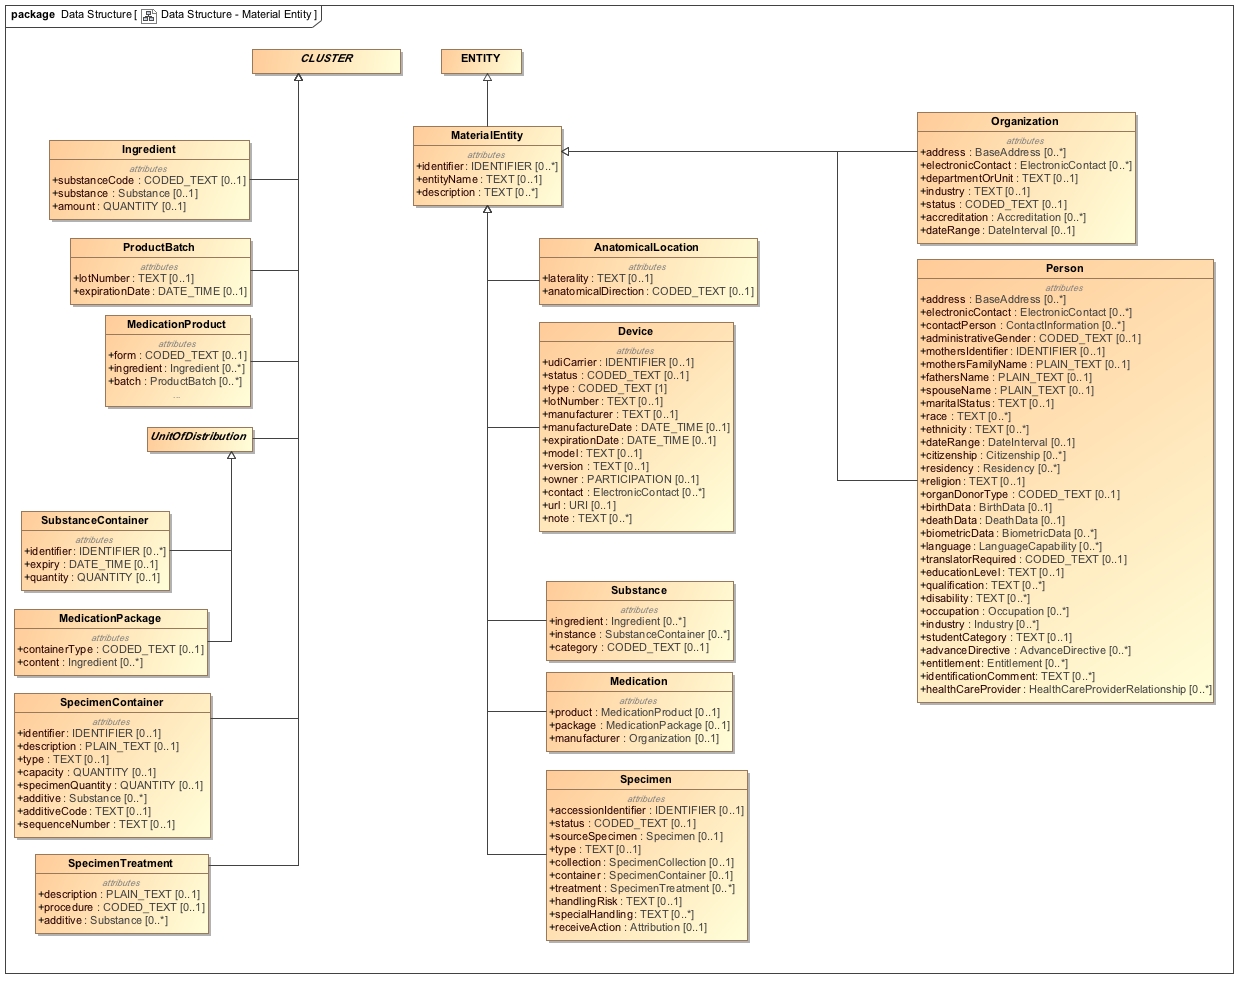 package Data Structure [ Data Structure - Material Entity ]
CLUSTER
ENTITY
Ingredient
attributes
+substanceCode : CODED_TEXT [0..1]
+substance : Substance [0..1]
+amount : QUANTITY [0..1]
ProductBatch
attributes
+lotNumber : TEXT [0..1]
+expirationDate : DATE_TIME [0..1]
MedicationProduct
attributes
+form : CODED_TEXT [0..1]
+ingredient : Ingredient [0..*]
+batch : ProductBatch [0..*]
...
UnitOfDistribution
SubstanceContainer
attributes
+identifier : IDENTIFIER [0..*]
+expiry : DATE_TIME [0..1]
+quantity : QUANTITY [0..1]
MedicationPackage
attributes
+containerType : CODED_TEXT [0..1]
+content : Ingredient [0..*]
SpecimenContainer
attributes
+identifier : IDENTIFIER [0..1]
+description : PLAIN_TEXT [0..1]
+type : TEXT [0..1]
+capacity : QUANTITY [0..1]
+specimenQuantity : QUANTITY [0..1]
+additive : Substance [0..*]
+additiveCode : TEXT [0..1]
+sequenceNumber : TEXT [0..1]
SpecimenTreatment
attributes
+description : PLAIN_TEXT [0..1]
+procedure : CODED_TEXT [0..1]
+additive : Substance [0..*]
MaterialEntity
attributes
+identifier : IDENTIFIER [0..*]
+entityName : TEXT [0..1]
+description : TEXT [0..*]
AnatomicalLocation
attributes
+laterality : TEXT [0..1]
+anatomicalDirection : CODED_TEXT [0..1]
Device
attributes
+udiCarrier : IDENTIFIER [0..1]
+status : CODED_TEXT [0..1]
+type : CODED_TEXT [1]
+lotNumber : TEXT [0..1]
+manufacturer : TEXT [0..1]
+manufactureDate : DATE_TIME [0..1]
+expirationDate : DATE_TIME [0..1]
+model : TEXT [0..1]
+version : TEXT [0..1]
+owner : PARTICIPATION [0..1]
+contact : ElectronicContact [0..*]
+url : URI [0..1]
+note : TEXT [0..*]
Substance
attributes
+ingredient : Ingredient [0..*]
+instance : SubstanceContainer [0..*]
+category : CODED_TEXT [0..1]
Medication
attributes
+product : MedicationProduct [0..1]
+package : MedicationPackage [0..1]
+manufacturer : Organization [0..1]
Specimen
attributes
+accessionIdentifier : IDENTIFIER [0..1]
+status : CODED_TEXT [0..1]
+sourceSpecimen : Specimen [0..1]
+type : TEXT [0..1]
+collection : SpecimenCollection [0..1]
+container : SpecimenContainer [0..1]
+treatment : SpecimenTreatment [0..*]
+handlingRisk : TEXT [0..1]
+specialHandling : TEXT [0..*]
+receiveAction : Attribution [0..1]
Organization
attributes
+address : BaseAddress [0..*]
+electronicContact : ElectronicContact [0..*]
+departmentOrUnit : TEXT [0..1]
+industry : TEXT [0..1]
+status : CODED_TEXT [0..1]
+accreditation : Accreditation [0..*]
+dateRange : DateInterval [0..1]
Person
attributes
+address : BaseAddress [0..*]
+electronicContact : ElectronicContact [0..*]
+contactPerson : ContactInformation [0..*]
+administrativeGender : CODED_TEXT [0..1]
+mothersIdentifier : IDENTIFIER [0..1]
+mothersFamilyName : PLAIN_TEXT [0..1]
+fathersName : PLAIN_TEXT [0..1]
+spouseName : PLAIN_TEXT [0..1]
+maritalStatus : TEXT [0..1]
+race : TEXT [0..*]
+ethnicity : TEXT [0..*]
+dateRange : DateInterval [0..1]
+citizenship : Citizenship [0..*]
+residency : Residency [0..*]
+religion : TEXT [0..1]
+organDonorType : CODED_TEXT [0..1]
+birthData : BirthData [0..1]
+deathData : DeathData [0..1]
+biometricData : BiometricData [0..*]
+language : LanguageCapability [0..*]
+translatorRequired : CODED_TEXT [0..1]
+educationLevel : TEXT [0..1]
+qualification : TEXT [0..*]
+disability : TEXT [0..*]
+occupation : Occupation [0..*]
+industry : Industry [0..*]
+studentCategory : TEXT [0..1]
+advanceDirective : AdvanceDirective [0..*]
+entitlement : Entitlement [0..*]
+identificationComment : TEXT [0..*]
+healthCareProvider : HealthCareProviderRelationship [0..*]